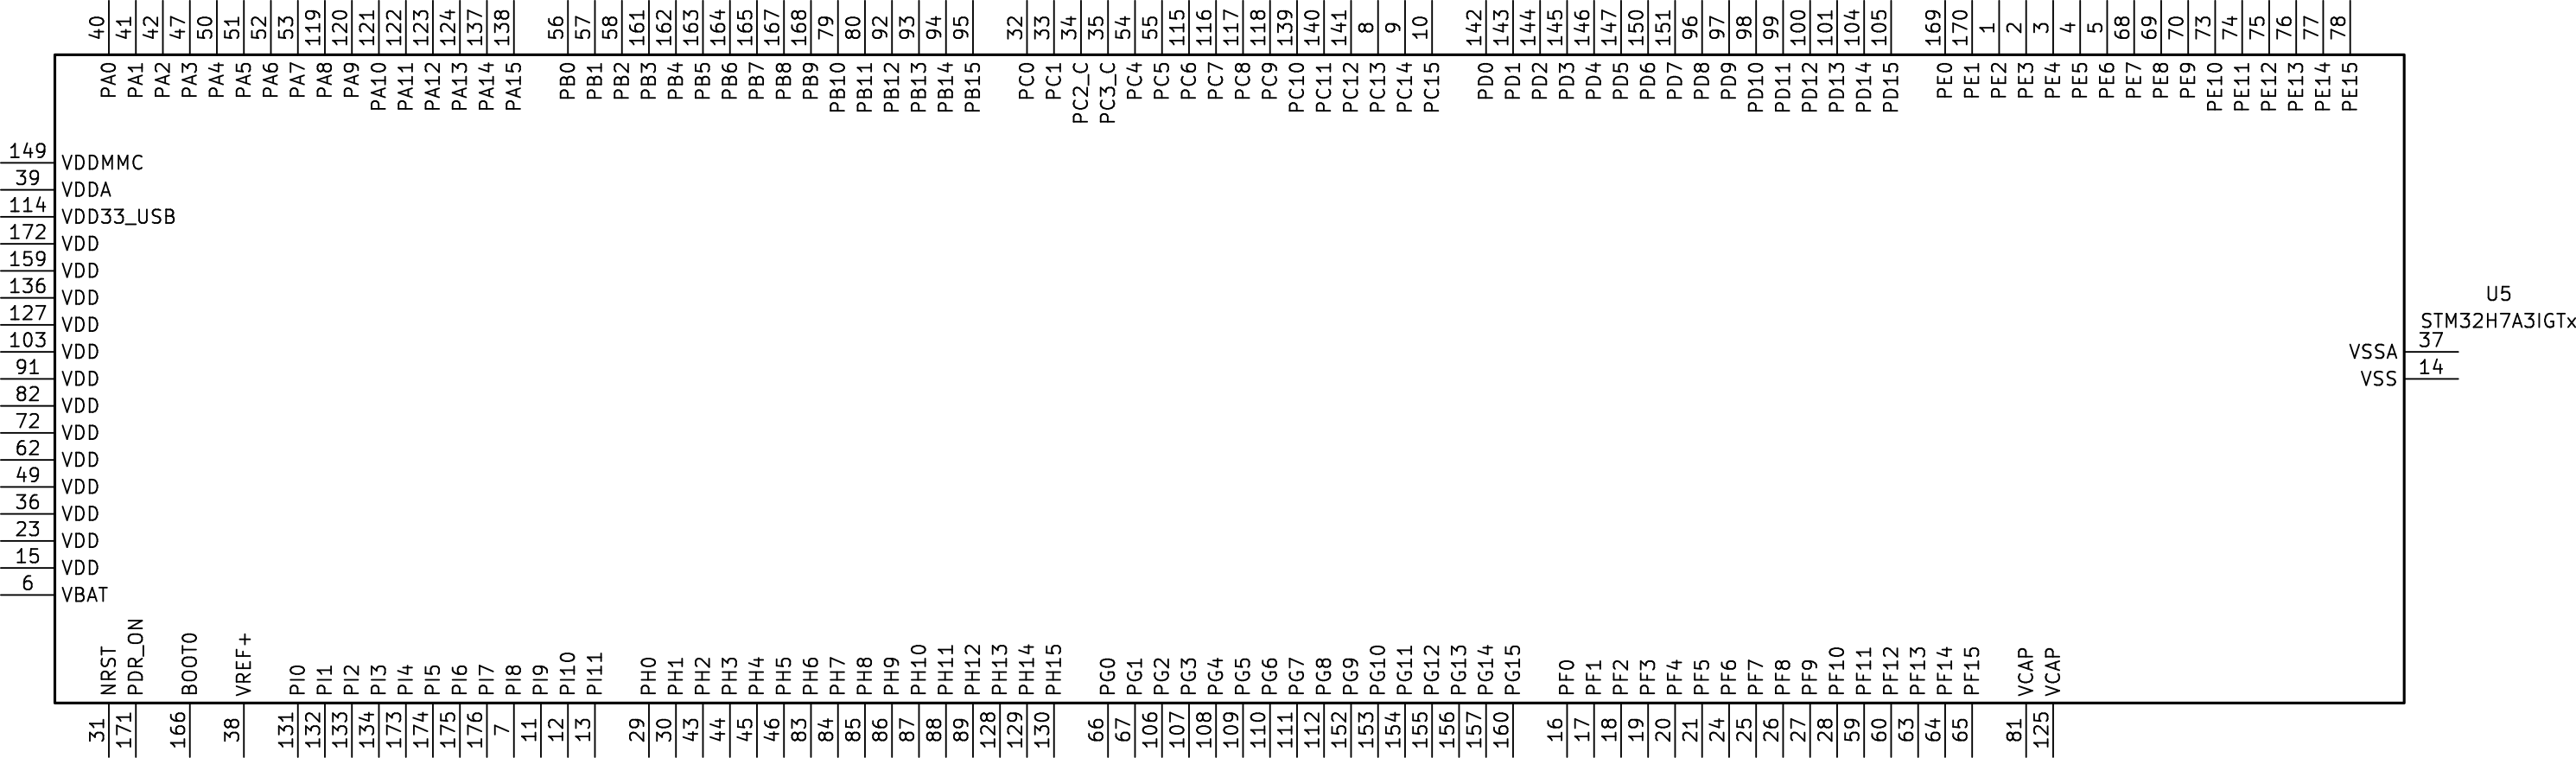 40 41 42 47 50 51 52 53 119 120 121 122 123 124 137 138 56 57 58 161 162 163 164 165 167 168 79 80 92 93 94 95 32 33 34 35 54 55 115 116 117 118 139 140 141 8 9 10 142 143 144 145 146 147 150 151 96 97 98 99 100 101 104 105 169 170 1 2 3 4 5 68 69 70 73 74 75 76 77 78
PA0 PA1 PA2 PA3 PA4 PA5 PA6 PA7 PA8 PA9 PA10 PA11 PA12 PA13 PA14 PA15 PB0 PB1 PB2 PB3 PB4 PB5 PB6 PB7 PB8 PB9 PB10 PB11 PB12 PB13 PB14 PB15 PC0 PC1 PC2_C PC3_C PC4 PC5 PC6 PC7 PC8 PC9 PC10 PC11 PC12 PC13 PC14 PC15 PD0 PD1 PD2 PD3 PD4 PD5 PD6 PD7 PD8 PD9 PD10 PD11 PD12 PD13 PD14 PD15 PE0 PE1 PE2 PE3 PE4 PE5 PE6 PE7 PE8 PE9 PE10 PE11 PE12 PE13 PE14 PE15
149 VDDMMC
39 VDDA
114 VDD33_USB
172 VDD
159 VDD
136 VDD
127 VDD
103 VDD
91 VDD
82 VDD
72 VDD
62 VDD
49 VDD
36 VDD
23 VDD
15 VDD
6 VBAT
U5
STM32H7A3IGTx
VSSA 37
VSS 14
NRST PDR_ON BOOT0 VREF+ PI0 PI1 PI2 PI3 PI4 PI5 PI6 PI7 PI8 PI9 PI10 PI11 PH0 PH1 PH2 PH3 PH4 PH5 PH6 PH7 PH8 PH9 PH10 PH11 PH12 PH13 PH14 PH15 PG0 PG1 PG2 PG3 PG4 PG5 PG6 PG7 PG8 PG9 PG10 PG11 PG12 PG13 PG14 PG15 PF0 PF1 PF2 PF3 PF4 PF5 PF6 PF7 PF8 PF9 PF10 PF11 PF12 PF13 PF14 PF15 VCAP VCAP
31 171 166 38 131 132 133 134 173 174 175 176 7 11 12 13 29 30 43 44 45 46 83 84 85 86 87 88 89 128 129 130 66 67 106 107 108 109 110 111 112 152 153 154 155 156 157 160 16 17 18 19 20 21 24 25 26 27 28 59 60 63 64 65 81 125